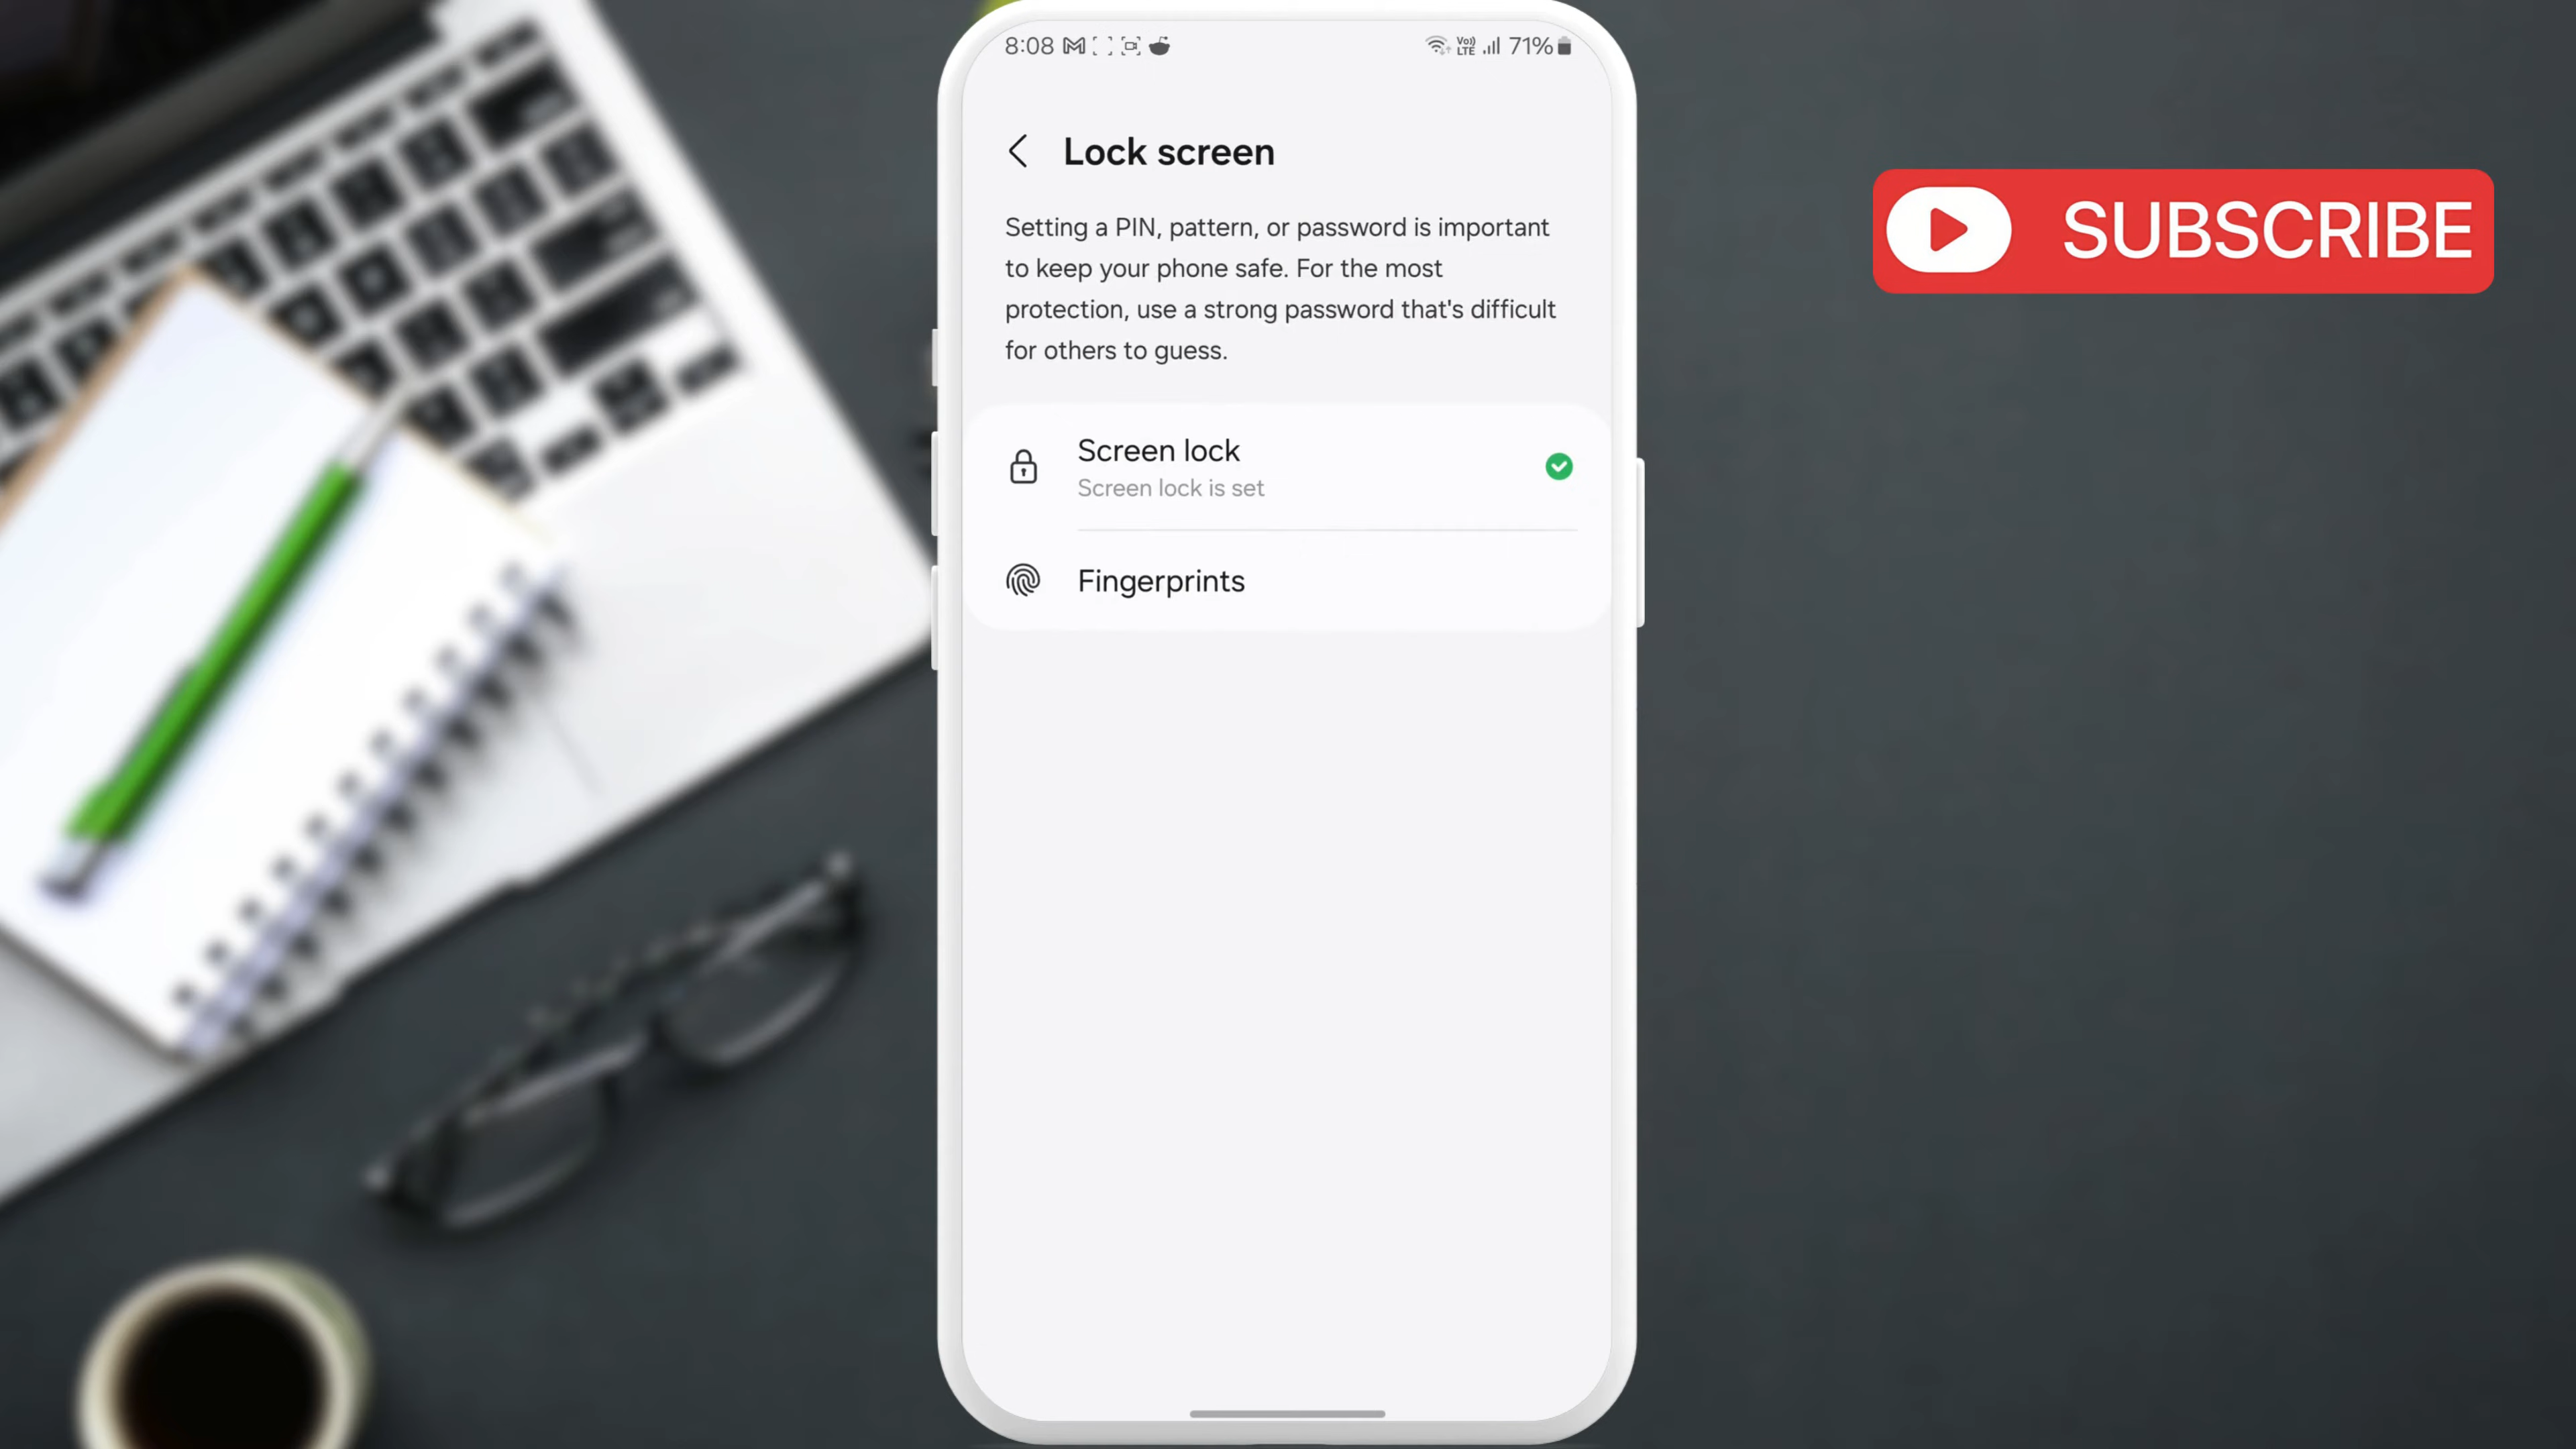 8:08
Vo))
LTE
71%
Lock screen
Setting a PIN, pattern, or password is important
to keep your phone safe. For the most
protection, use a strong password that's difficult
for others to guess.
Screen lock
Screen lock is set
Fingerprints
SUBSCRIBE